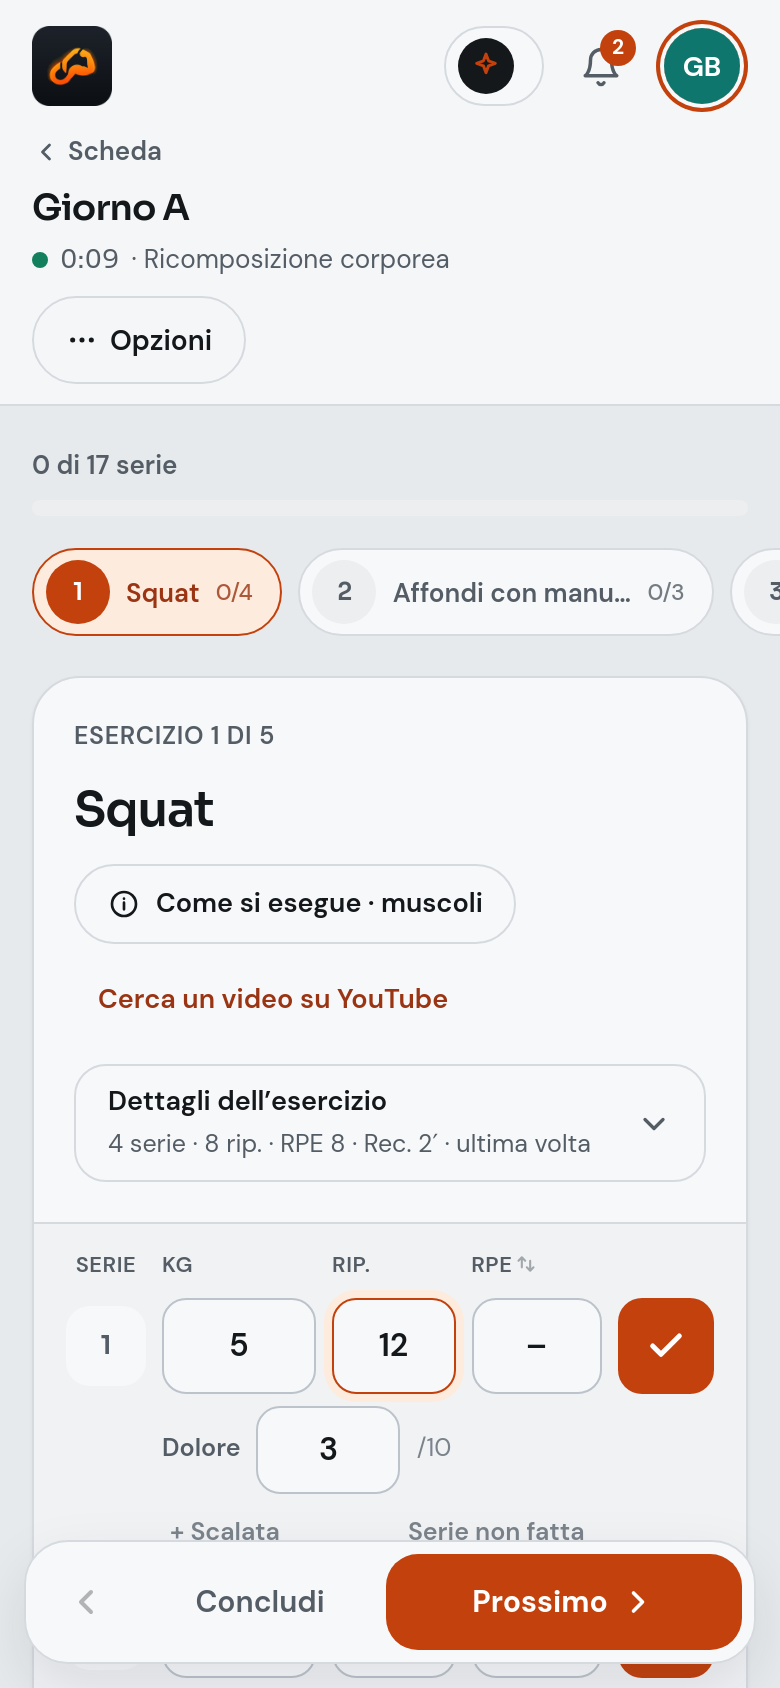 2
GB
Scheda
Giorno A
0:09 · Ricomposizione corporea
··· Opzioni
0 di 17 serie
1 Squat 0/4
2 Affondi con manu... 0/3
3
ESERCIZIO 1 DI 5
Squat
Come si esegue · muscoli
Cerca un video su YouTube
Dettagli dell’esercizio
4 serie · 8 rip. · RPE 8 · Rec. 2′ · ultima volta
SERIE KG RIP. RPE
1 5 12 –
Dolore 3 /10
+ Scalata Serie non fatta
Concludi Prossimo